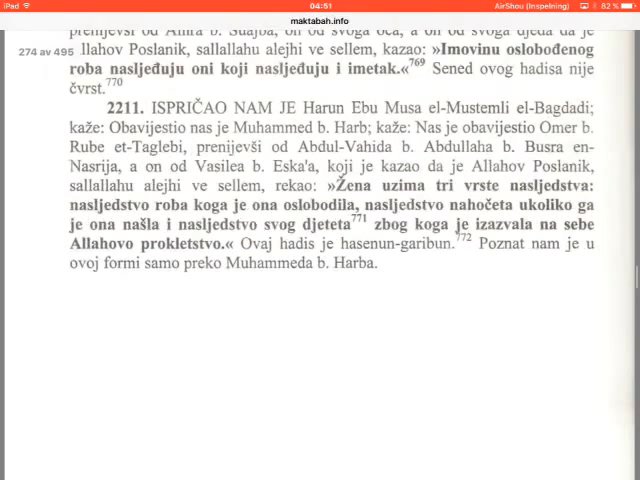 iPad
04:51
AirShou (Inspelning)
82 %
maktabah.info
prenijevši od Amra b. Šuajba, on od svoga oca, a on od svoga djeda da je
274 av 495
.llahov Poslanik, sallallahu alejhi ve sellem, kazao: »Imovinu oslobođenog
roba nasljeđuju oni koji nasljeđuju i imetak.«769 Sened ovog hadisa nije
čvrst.770
2211. ISPRIČAO NAM JE Harun Ebu Musa el-Mustemli el-Bagdadi;
kaže: Obavijestio nas je Muhammed b. Harb; kaže: Nas je obavijestio Omer b.
Rube et-Taglebi, prenijevši od Abdul-Vahida b. Abdullaha b. Busra en-
Nasrija, a on od Vasilea b. Eska'a, koji je kazao da je Allahov Poslanik,
sallallahu alejhi ve sellem, rekao: »Žena uzima tri vrste nasljedstva:
nasljedstvo roba koga je ona oslobodila, nasljedstvo nahočeta ukoliko ga
je ona našla i nasljedstvo svog djeteta771 zbog koga je izazvala na sebe
Allahovo prokletstvo.« Ovaj hadis je hasenun-garibun.772 Poznat nam je u
ovoj formi samo preko Muhammeda b. Harba.